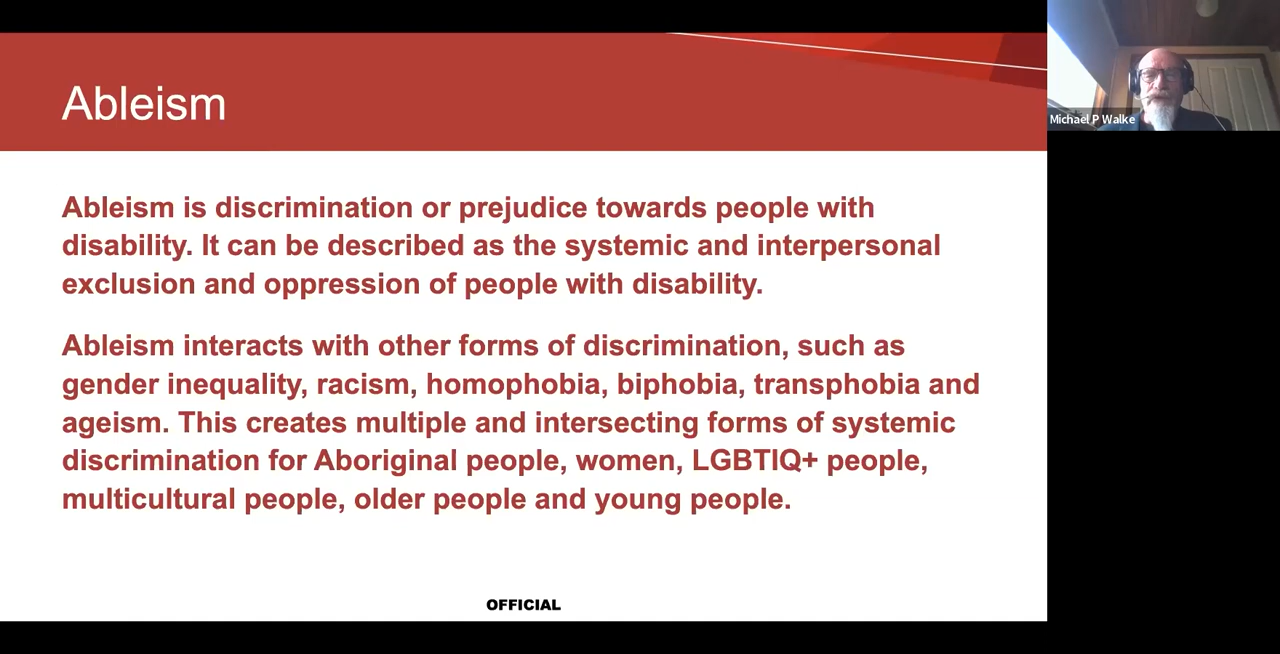 Ableism
Michael P Walke
Ableism is discrimination or prejudice towards people with
disability. It can be described as the systemic and interpersonal
exclusion and oppression of people with disability.
Ableism interacts with other forms of discrimination, such as
gender inequality, racism, homophobia, biphobia, transphobia and
ageism. This creates multiple and intersecting forms of systemic
discrimination for Aboriginal people, women, LGBTIQ+ people,
multicultural people, older people and young people.
OFFICIAL